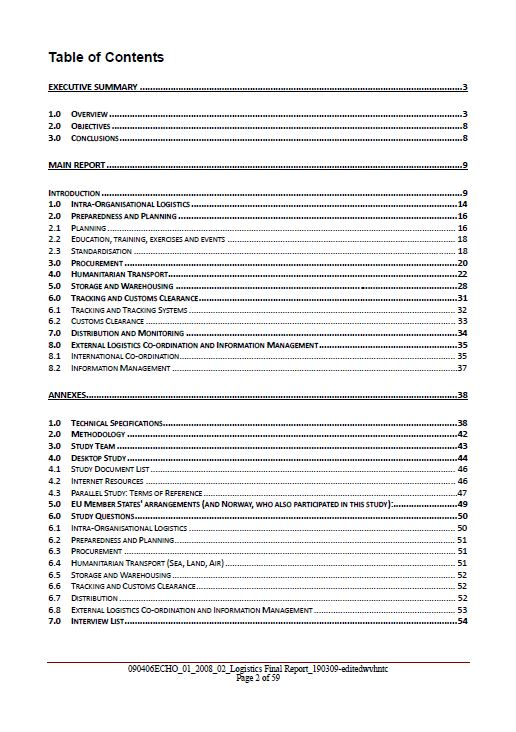 Table of Contents
EXECUTIVE SUMMARY ...3
1.0 OVERVIEW ...3
2.0 OBJECTIVES ...8
3.0 CONCLUSIONS ...8
MAIN REPORT ...9
INTRODUCTION ...9
1.0 INTRA-ORGANISATIONAL LOGISTICS ...14
2.0 PREPAREDNESS AND PLANNING ...16
2.1 PLANNING ...16
2.2 EDUCATION, TRAINING, EXERCISES AND EVENTS ...18
2.3 STANDARDISATION ...18
3.0 PROCUREMENT ...20
4.0 HUMANITARIAN TRANSPORT ...22
5.0 STORAGE AND WAREHOUSING ...28
6.0 TRACKING AND CUSTOMS CLEARANCE ...31
6.1 TRACKING AND TRACKING SYSTEMS ...32
6.2 CUSTOMS CLEARANCE ...33
7.0 DISTRIBUTION AND MONITORING ...34
8.0 EXTERNAL LOGISTICS CO-ORDINATION AND INFORMATION MANAGEMENT ...35
8.1 INTERNATIONAL CO-ORDINATION ...35
8.2 INFORMATION MANAGEMENT ...37
ANNEXES ...38
1.0 TECHNICAL SPECIFICATIONS ...38
2.0 METHODOLOGY ...42
3.0 STUDY TEAM ...43
4.0 DESKTOP STUDY ...44
4.1 STUDY DOCUMENT LIST ...46
4.2 INTERNET RESOURCES ...46
4.3 PARALLEL STUDY: TERMS OF REFERENCE ...47
5.0 EU MEMBER STATES' ARRANGEMENTS (AND NORWAY, WHO ALSO PARTICIPATED IN THIS STUDY): ...49
6.0 STUDY QUESTIONS ...50
6.1 INTRA-ORGANISATIONAL LOGISTICS ...50
6.2 PREPAREDNESS AND PLANNING ...51
6.3 PROCUREMENT ...51
6.4 HUMANITARIAN TRANSPORT (SEA, LAND, AIR) ...51
6.5 STORAGE AND WAREHOUSING ...52
6.6 TRACKING AND CUSTOMS CLEARANCE ...52
6.7 DISTRIBUTION ...52
6.8 EXTERNAL LOGISTICS CO-ORDINATION AND INFORMATION MANAGEMENT ...53
7.0 INTERVIEW LIST ...54
090406ECHO_01_2008_02_Logistics Final Report_190309-editedwvhntc
Page 2 of 59